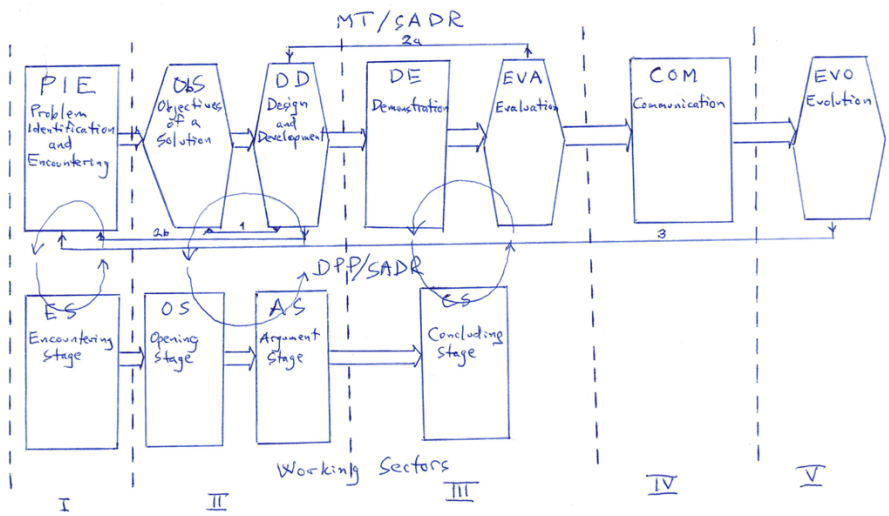 MT/SADR
2a
PIE
Problem
Identification
and
Encountering
ObS
Objectives
of a
Solution
DD
Design
and
Development
DE
Demonstration
EVA
Evaluation
COM
Communication
EVO
Evolution
1
2b
3
DPP/SADR
ES
Encountering
Stage
OS
Opening
Stage
AS
Argument
Stage
CS
Concluding
Stage
Working Sectors
I
II
III
IV
V